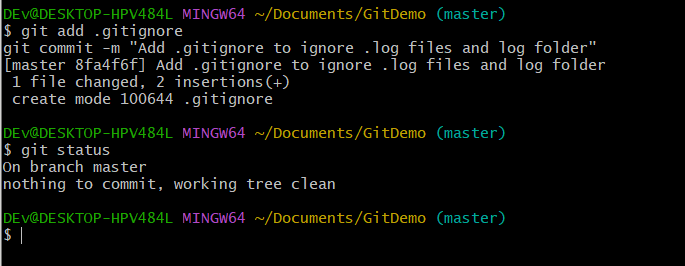 DEv@DESKTOP-HPV484L MINGW64 ~/Documents/GitDemo (master)
$ git add .gitignore
git commit -m "Add .gitignore to ignore .log files and log folder"
[master 8fa4f6f] Add .gitignore to ignore .log files and log folder
 1 file changed, 2 insertions(+)
 create mode 100644 .gitignore
DEv@DESKTOP-HPV484L MINGW64 ~/Documents/GitDemo (master)
$ git status
On branch master
nothing to commit, working tree clean
DEv@DESKTOP-HPV484L MINGW64 ~/Documents/GitDemo (master)
$